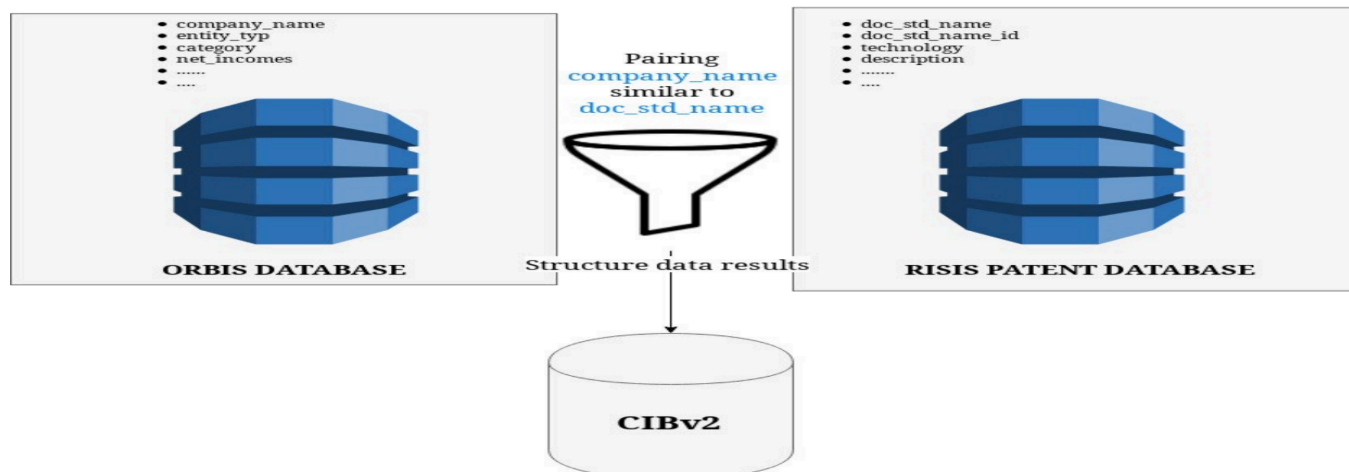 • company_name
• entity_typ
• category
• net_incomes
• ......
• ....
ORBIS DATABASE
Pairing
company_name
similar to
doc_std_name
• doc_std_name
• doc_std_name_id
• technology
• description
• .......
• ....
RISIS PATENT DATABASE
Structure data results
CIBv2